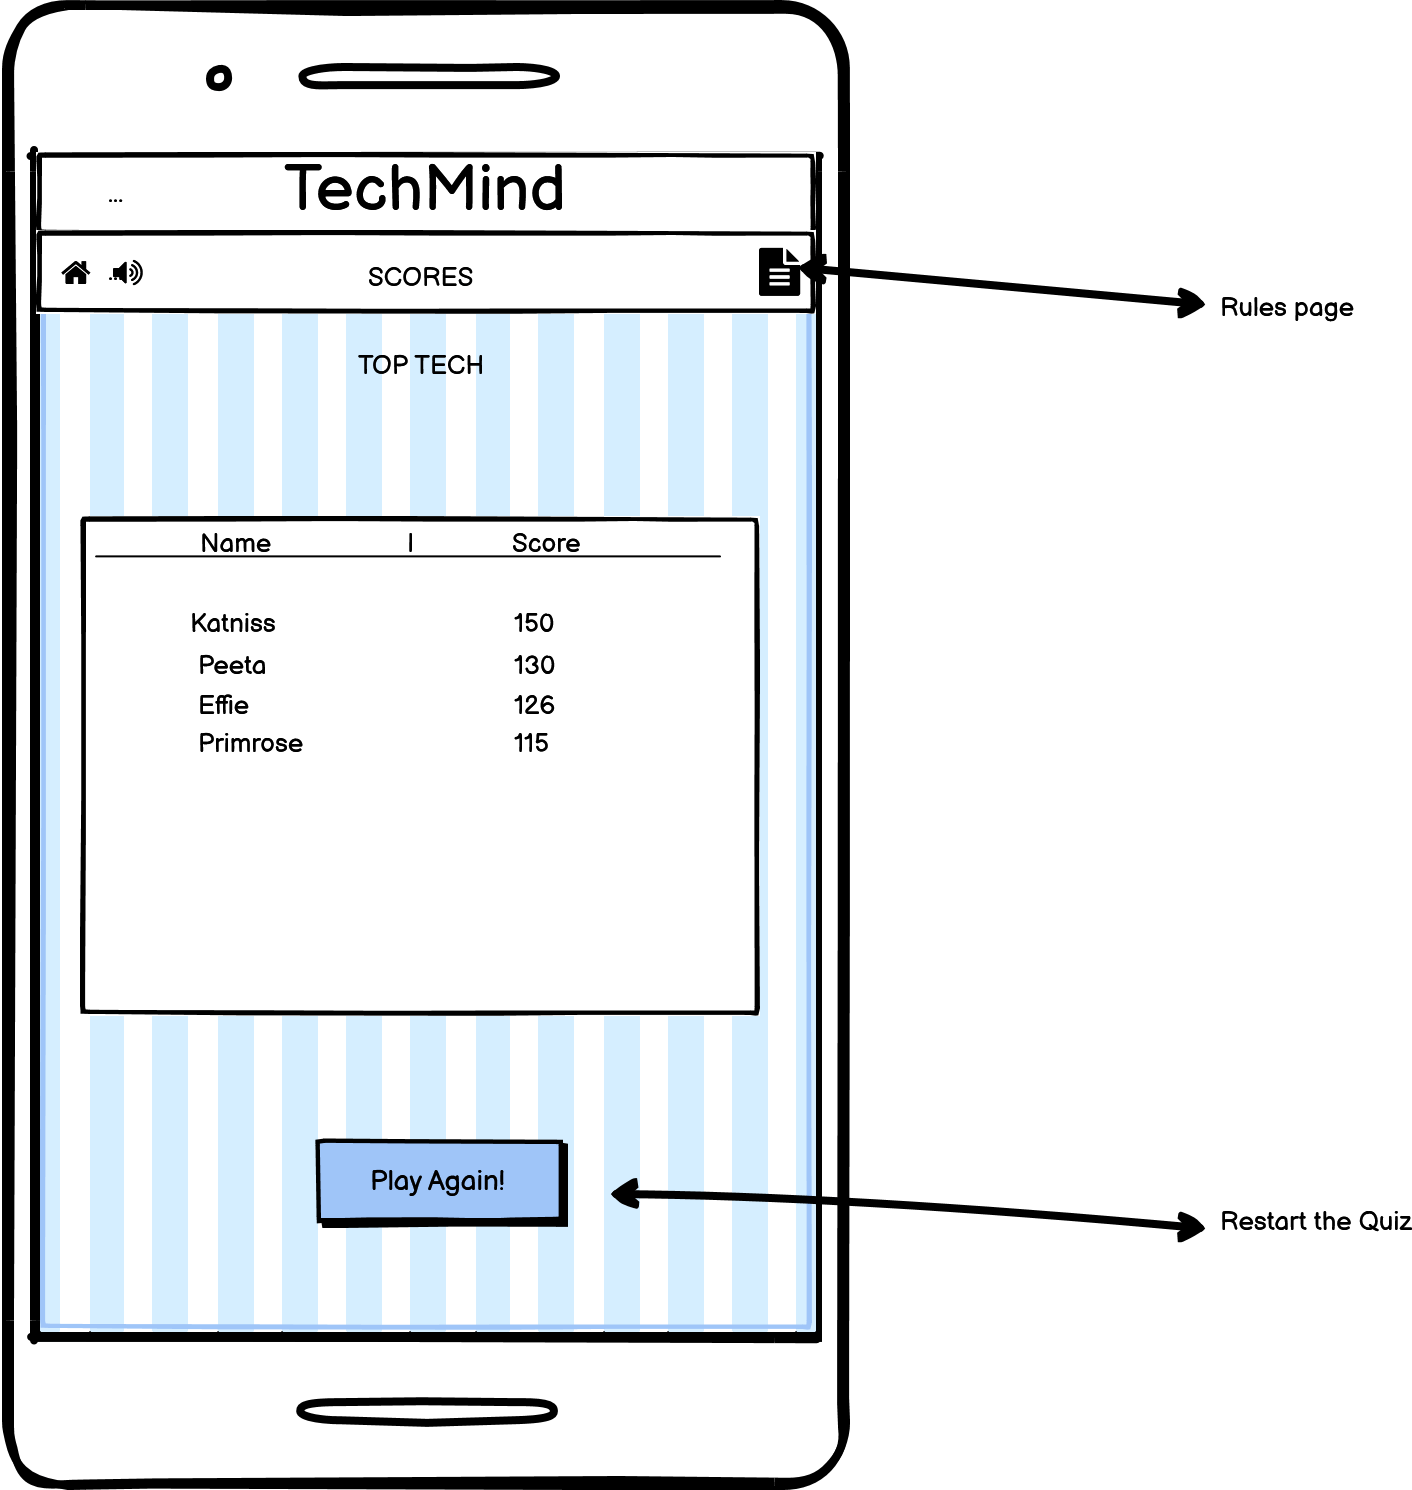 TechMind
...
SCORES
Rules page
TOP TECH
Name | Score
Katniss 150
Peeta 130
Effie 126
Primrose 115
Play Again!
Restart the Quiz